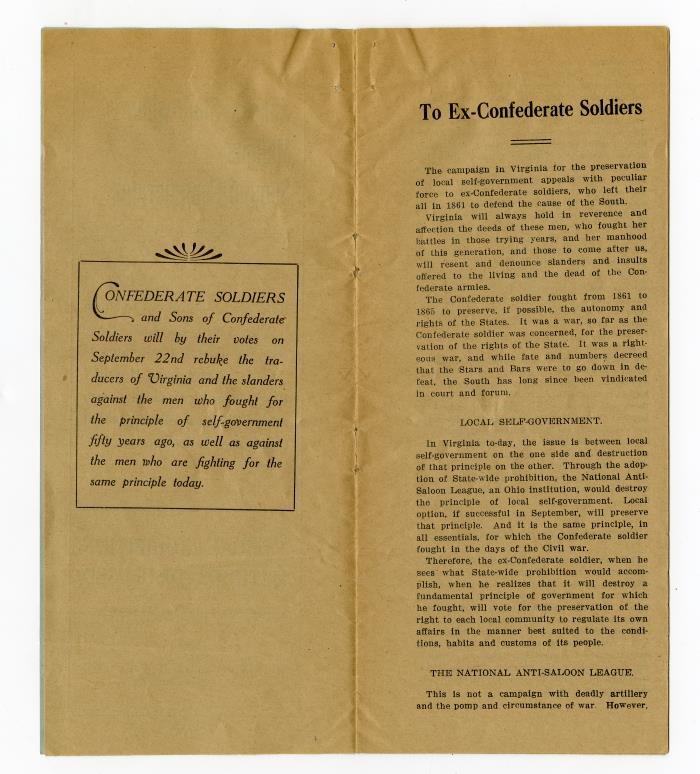 CONFEDERATE SOLDIERS
and Sons of Confederate
Soldiers will by their votes on
September 22nd rebuke the tra-
ducers of Virginia and the slanders
against the men who fought for
the principle of self-government
fifty years ago, as well as against
the men who are fighting for the
same principle today.
To Ex-Confederate Soldiers
The campaign in Virginia for the preservation
of local self-government appeals with peculiar
force to ex-Confederate soldiers, who left their
all in 1861 to defend the cause of the South.
Virginia will always hold in reverence and
affection the deeds of these men, who fought her
battles in those trying years, and her manhood
of this generation, and those to come after us,
will resent and denounce slanders and insults
offered to the living and the dead of the Con-
federate armies.
The Confederate soldier fought from 1861 to
1865 to preserve, if possible, the autonomy and
rights of the States. It was a war, so far as the
Confederate soldier was concerned, for the preser-
vation of the rights of the State. It was a right-
eous war, and while fate and numbers decreed
that the Stars and Bars were to go down in de-
feat, the South has long since been vindicated
in court and forum.
LOCAL SELF-GOVERNMENT.
In Virginia to-day, the issue is between local
self-government on the one side and destruction
of that principle on the other. Through the adop-
tion of State-wide prohibition, the National Anti-
Saloon League, an Ohio institution, would destroy
the principle of local self-government. Local
option, if successful in September, will preserve
that principle. And it is the same principle, in
all essentials, for which the Confederate soldier
fought in the days of the Civil war.
Therefore, the ex-Confederate soldier, when he
sees what State-wide prohibition would accom-
plish, when he realizes that it will destroy a
fundamental principle of government for which
he fought, will vote for the preservation of the
right to each local community to regulate its own
affairs in the manner best suited to the condi-
tions, habits and customs of its people.
THE NATIONAL ANTI-SALOON LEAGUE.
This is not a campaign with deadly artillery
and the pomp and circumstance of war. However,